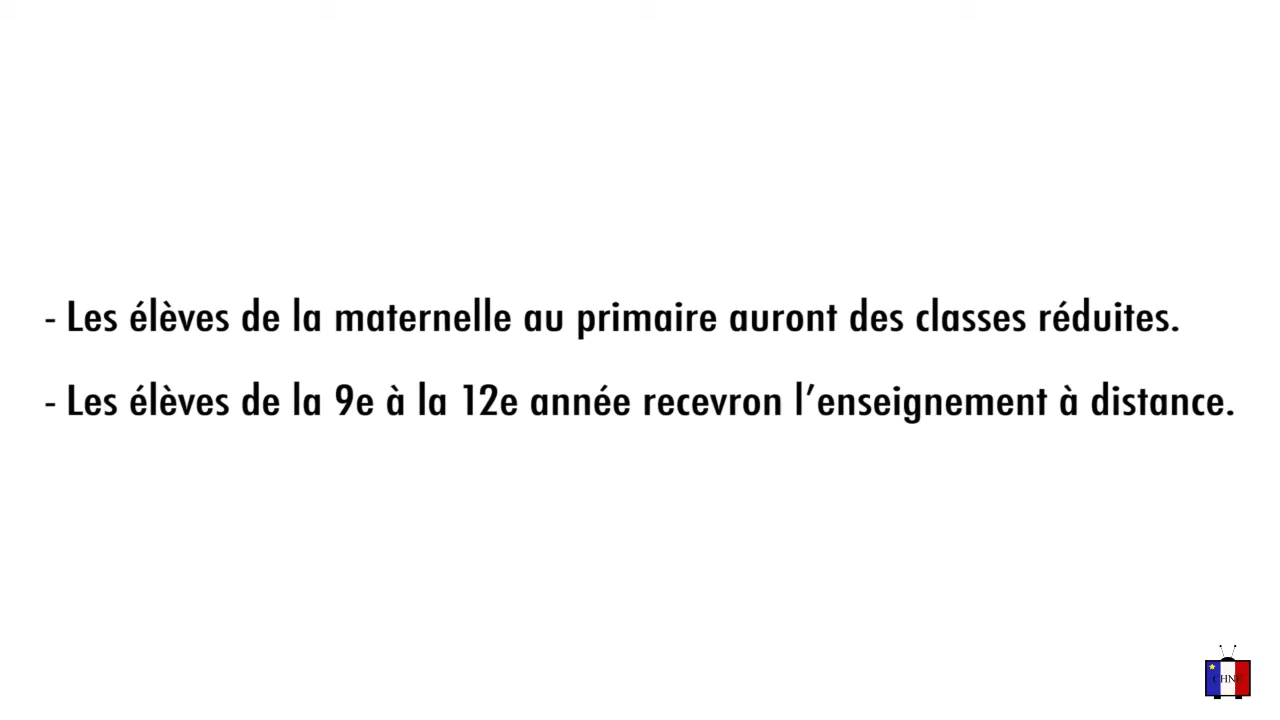 - Les élèves de la maternelle au primaire auront des classes réduites.
- Les élèves de la 9e à la 12e année recevron l’enseignement à distance.